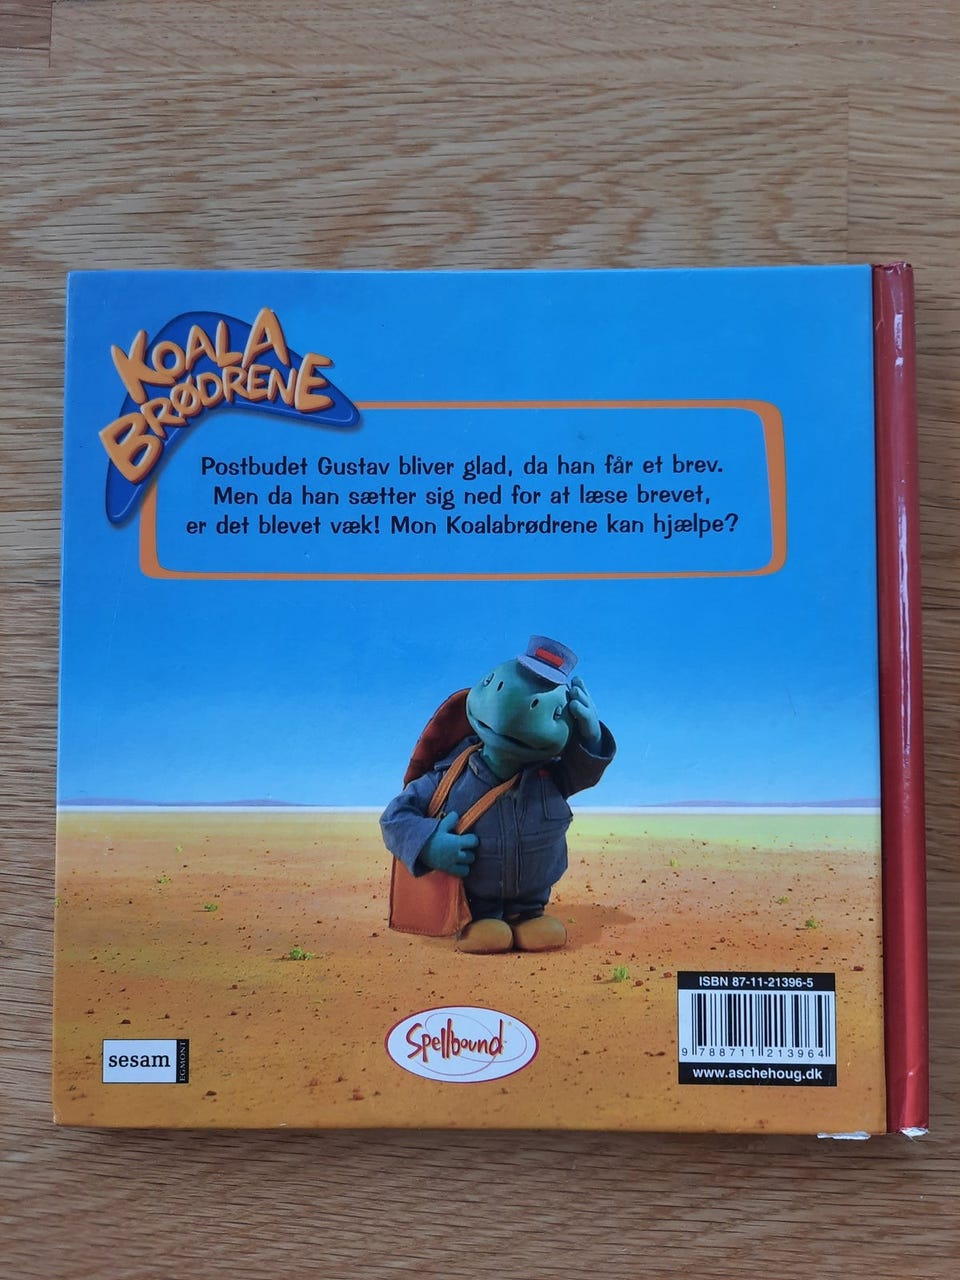 KOALA
BRØDRENE
Postbudet Gustav bliver glad, da han får et brev.
Men da han sætter sig ned for at læse brevet,
er det blevet væk! Mon Koalabrødrene kan hjælpe?
ISBN 87-11-21396-5
9 788711 213964
www.aschehoug.dk
Spellbound
sesam
EGMONT